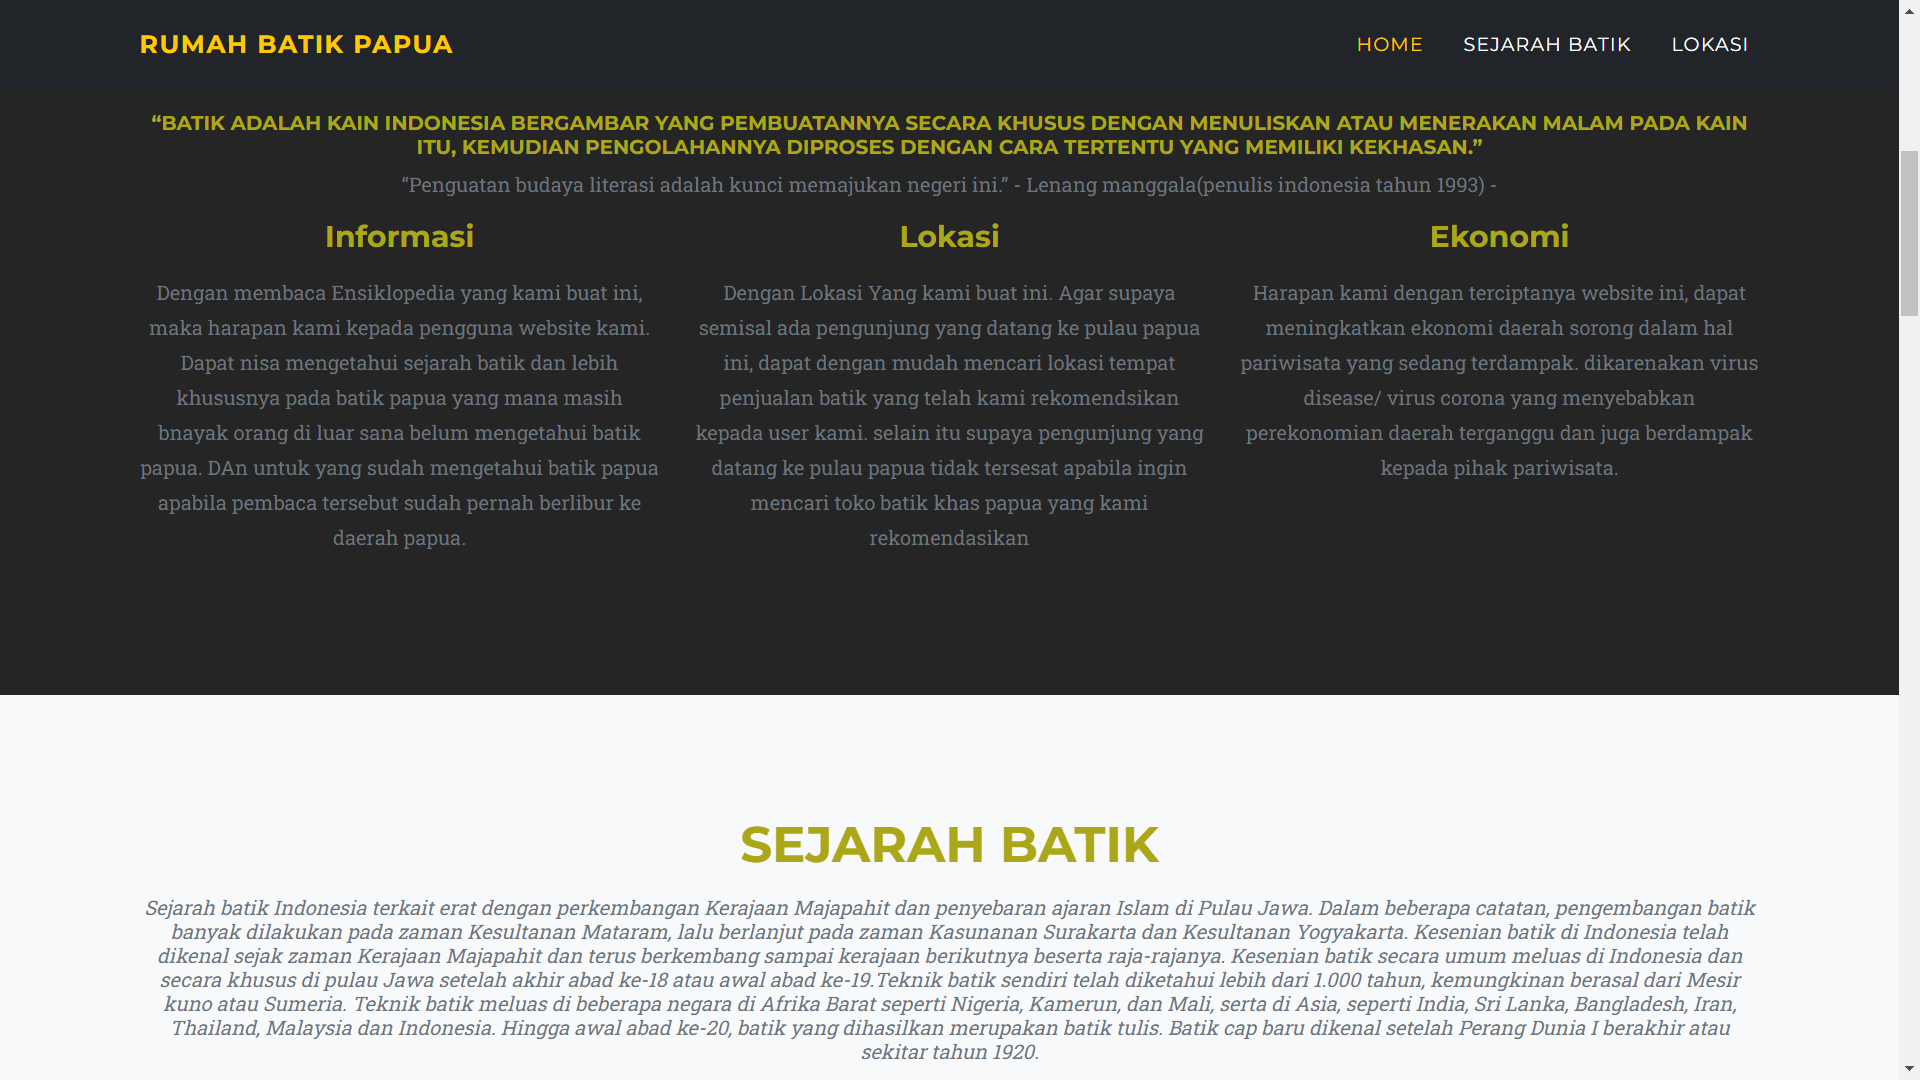 RUMAH BATIK PAPUA
HOME
SEJARAH BATIK
LOKASI
“BATIK ADALAH KAIN INDONESIA BERGAMBAR YANG PEMBUATANNYA SECARA KHUSUS DENGAN MENULISKAN ATAU MENERAKAN MALAM PADA KAIN
ITU, KEMUDIAN PENGOLAHANNYA DIPROSES DENGAN CARA TERTENTU YANG MEMILIKI KEKHASAN.”
“Penguatan budaya literasi adalah kunci memajukan negeri ini.” - Lenang manggala(penulis indonesia tahun 1993) -
Informasi
Dengan membaca Ensiklopedia yang kami buat ini,
maka harapan kami kepada pengguna website kami.
Dapat nisa mengetahui sejarah batik dan lebih
khususnya pada batik papua yang mana masih
bnayak orang di luar sana belum mengetahui batik
papua. DAn untuk yang sudah mengetahui batik papua
apabila pembaca tersebut sudah pernah berlibur ke
daerah papua.
Lokasi
Dengan Lokasi Yang kami buat ini. Agar supaya
semisal ada pengunjung yang datang ke pulau papua
ini, dapat dengan mudah mencari lokasi tempat
penjualan batik yang telah kami rekomendsikan
kepada user kami. selain itu supaya pengunjung yang
datang ke pulau papua tidak tersesat apabila ingin
mencari toko batik khas papua yang kami
rekomendasikan
Ekonomi
Harapan kami dengan terciptanya website ini, dapat
meningkatkan ekonomi daerah sorong dalam hal
pariwisata yang sedang terdampak. dikarenakan virus
disease/ virus corona yang menyebabkan
perekonomian daerah terganggu dan juga berdampak
kepada pihak pariwisata.
SEJARAH BATIK
Sejarah batik Indonesia terkait erat dengan perkembangan Kerajaan Majapahit dan penyebaran ajaran Islam di Pulau Jawa. Dalam beberapa catatan, pengembangan batik
banyak dilakukan pada zaman Kesultanan Mataram, lalu berlanjut pada zaman Kasunanan Surakarta dan Kesultanan Yogyakarta. Kesenian batik di Indonesia telah
dikenal sejak zaman Kerajaan Majapahit dan terus berkembang sampai kerajaan berikutnya beserta raja-rajanya. Kesenian batik secara umum meluas di Indonesia dan
secara khusus di pulau Jawa setelah akhir abad ke-18 atau awal abad ke-19.Teknik batik sendiri telah diketahui lebih dari 1.000 tahun, kemungkinan berasal dari Mesir
kuno atau Sumeria. Teknik batik meluas di beberapa negara di Afrika Barat seperti Nigeria, Kamerun, dan Mali, serta di Asia, seperti India, Sri Lanka, Bangladesh, Iran,
Thailand, Malaysia dan Indonesia. Hingga awal abad ke-20, batik yang dihasilkan merupakan batik tulis. Batik cap baru dikenal setelah Perang Dunia I berakhir atau
sekitar tahun 1920.